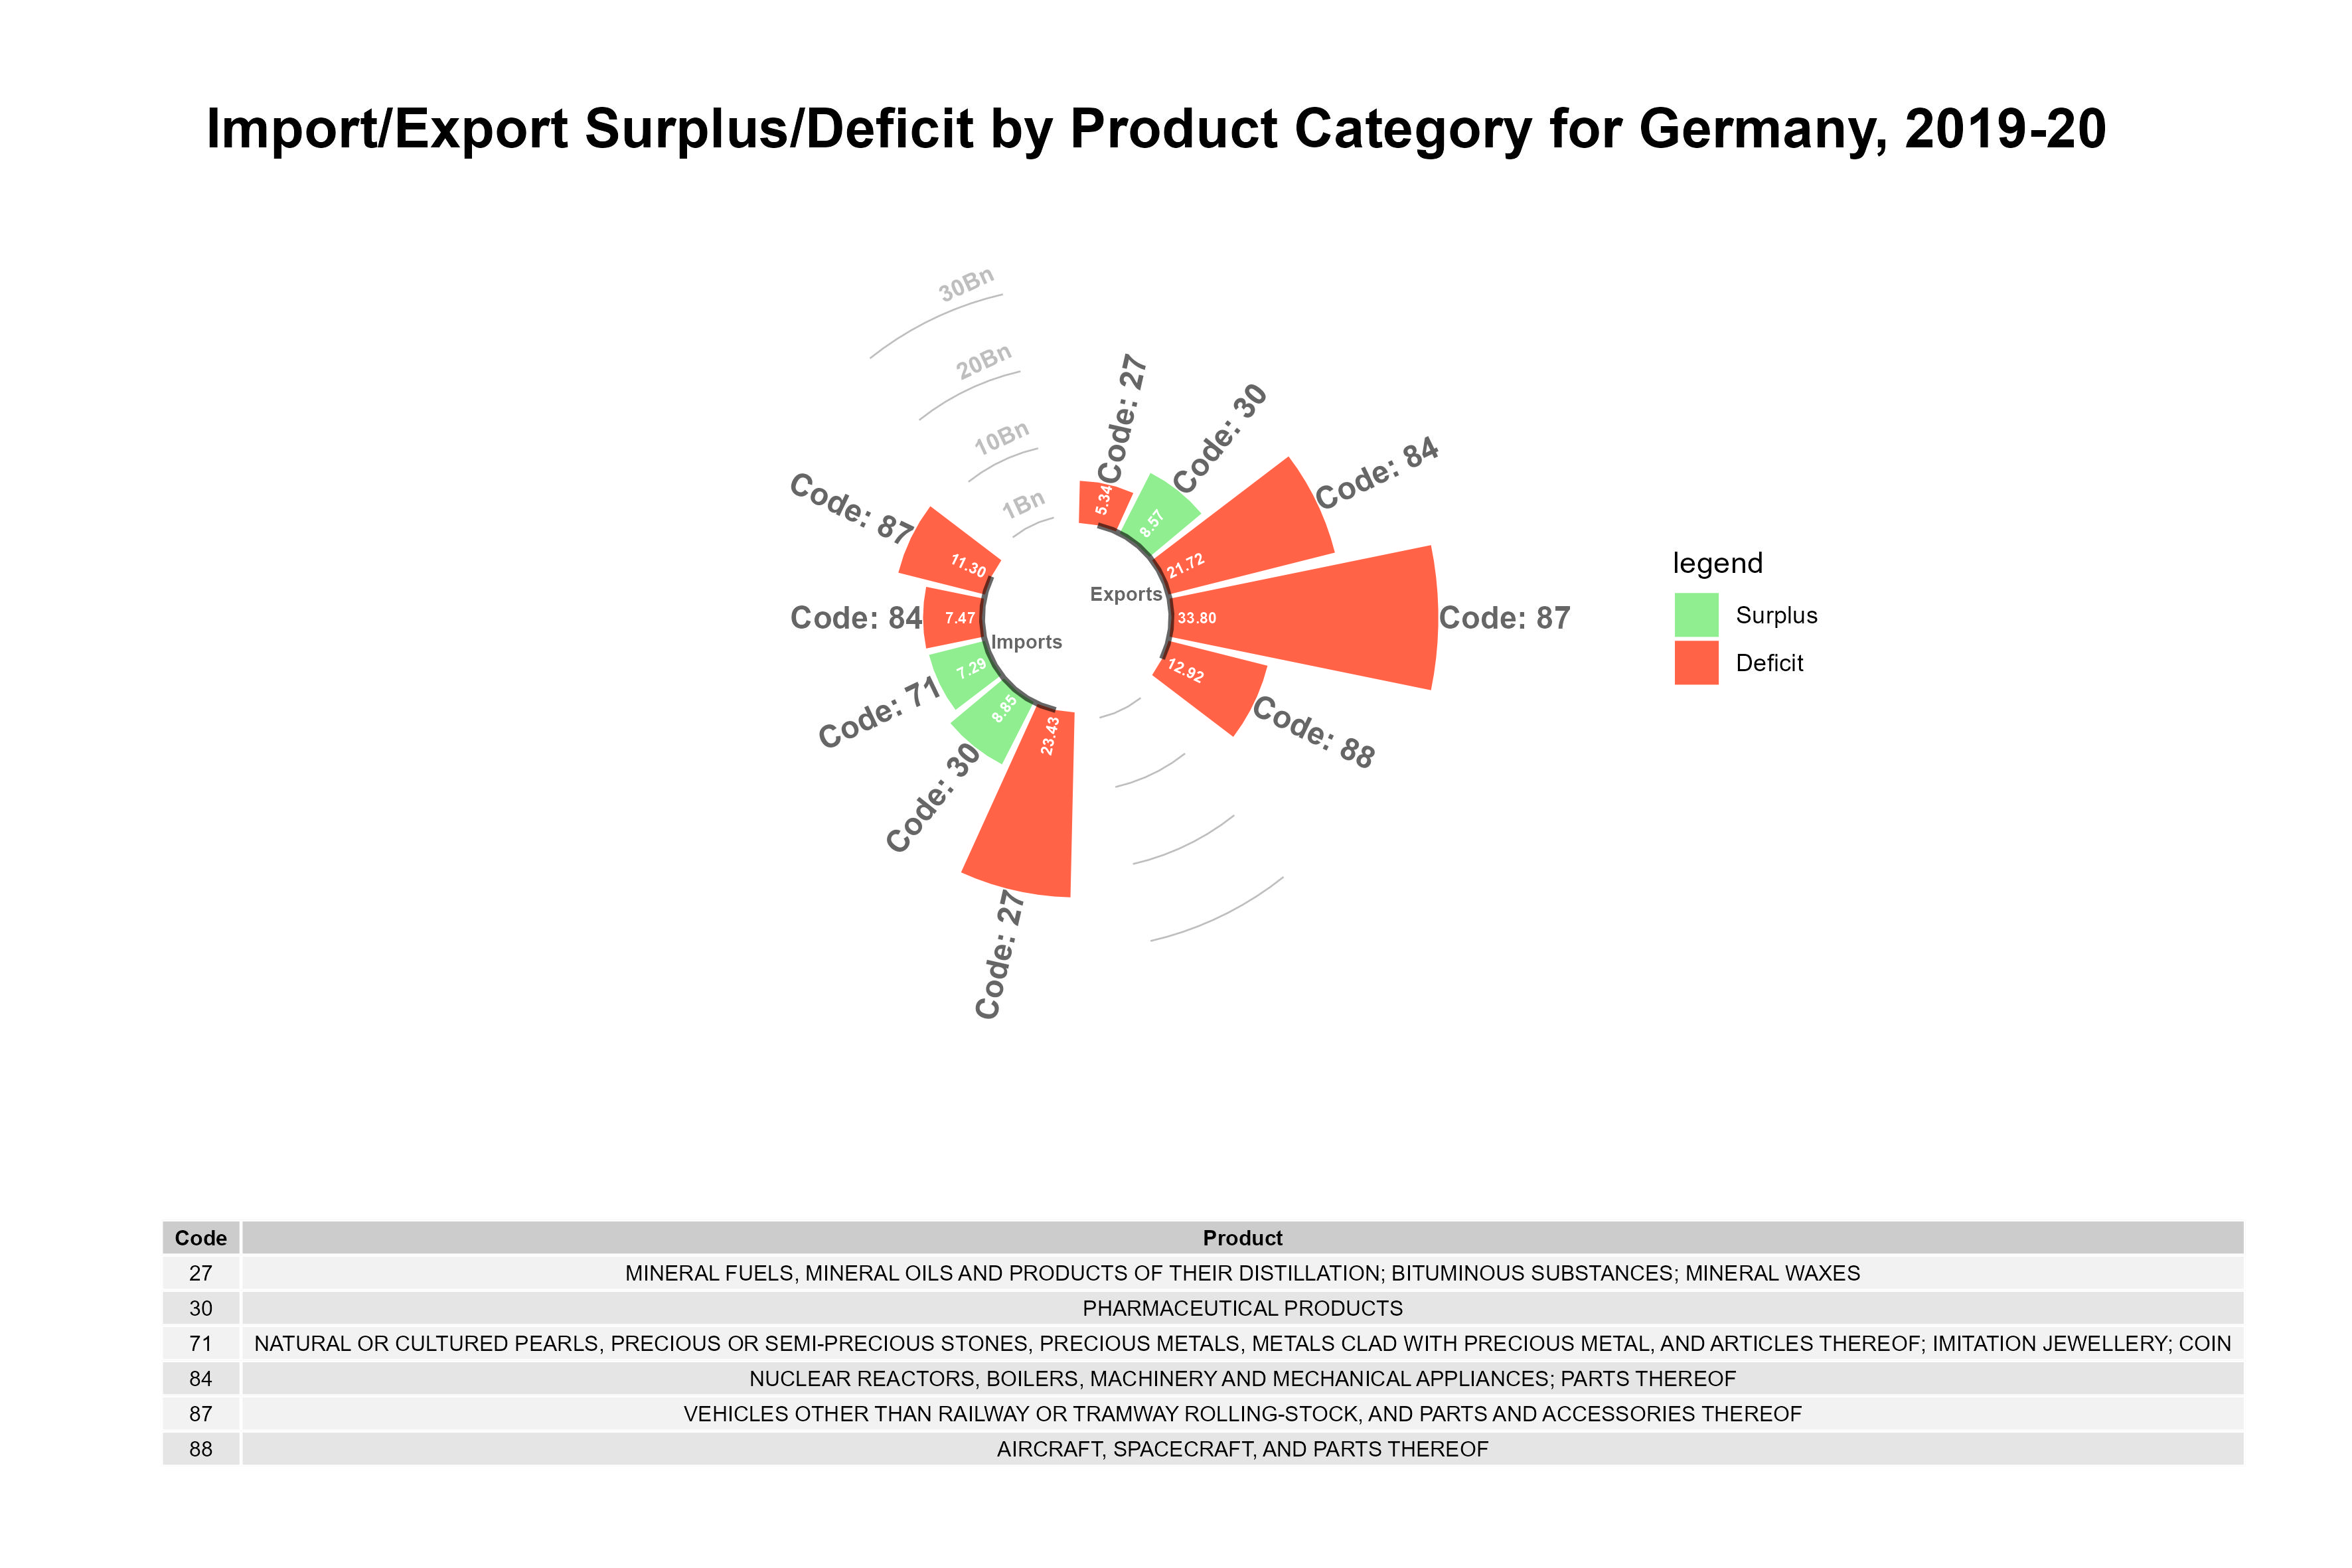 Import/Export Surplus/Deficit by Product Category for Germany, 2019-20
30Bn
20Bn
10Bn
1Bn
Code: 27
5.34
Code: 30
8.57
Code: 84
21.72
Code: 87
33.80
Code: 88
12.92
Exports
Imports
Code: 87
11.30
Code: 84
7.47
Code: 71
7.29
Code: 30
8.85
Code: 27
23.43
legend
Surplus
Deficit
Code Product
27 MINERAL FUELS, MINERAL OILS AND PRODUCTS OF THEIR DISTILLATION; BITUMINOUS SUBSTANCES; MINERAL WAXES
30 PHARMACEUTICAL PRODUCTS
71 NATURAL OR CULTURED PEARLS, PRECIOUS OR SEMI-PRECIOUS STONES, PRECIOUS METALS, METALS CLAD WITH PRECIOUS METAL, AND ARTICLES THEREOF; IMITATION JEWELLERY; COIN
84 NUCLEAR REACTORS, BOILERS, MACHINERY AND MECHANICAL APPLIANCES; PARTS THEREOF
87 VEHICLES OTHER THAN RAILWAY OR TRAMWAY ROLLING-STOCK, AND PARTS AND ACCESSORIES THEREOF
88 AIRCRAFT, SPACECRAFT, AND PARTS THEREOF